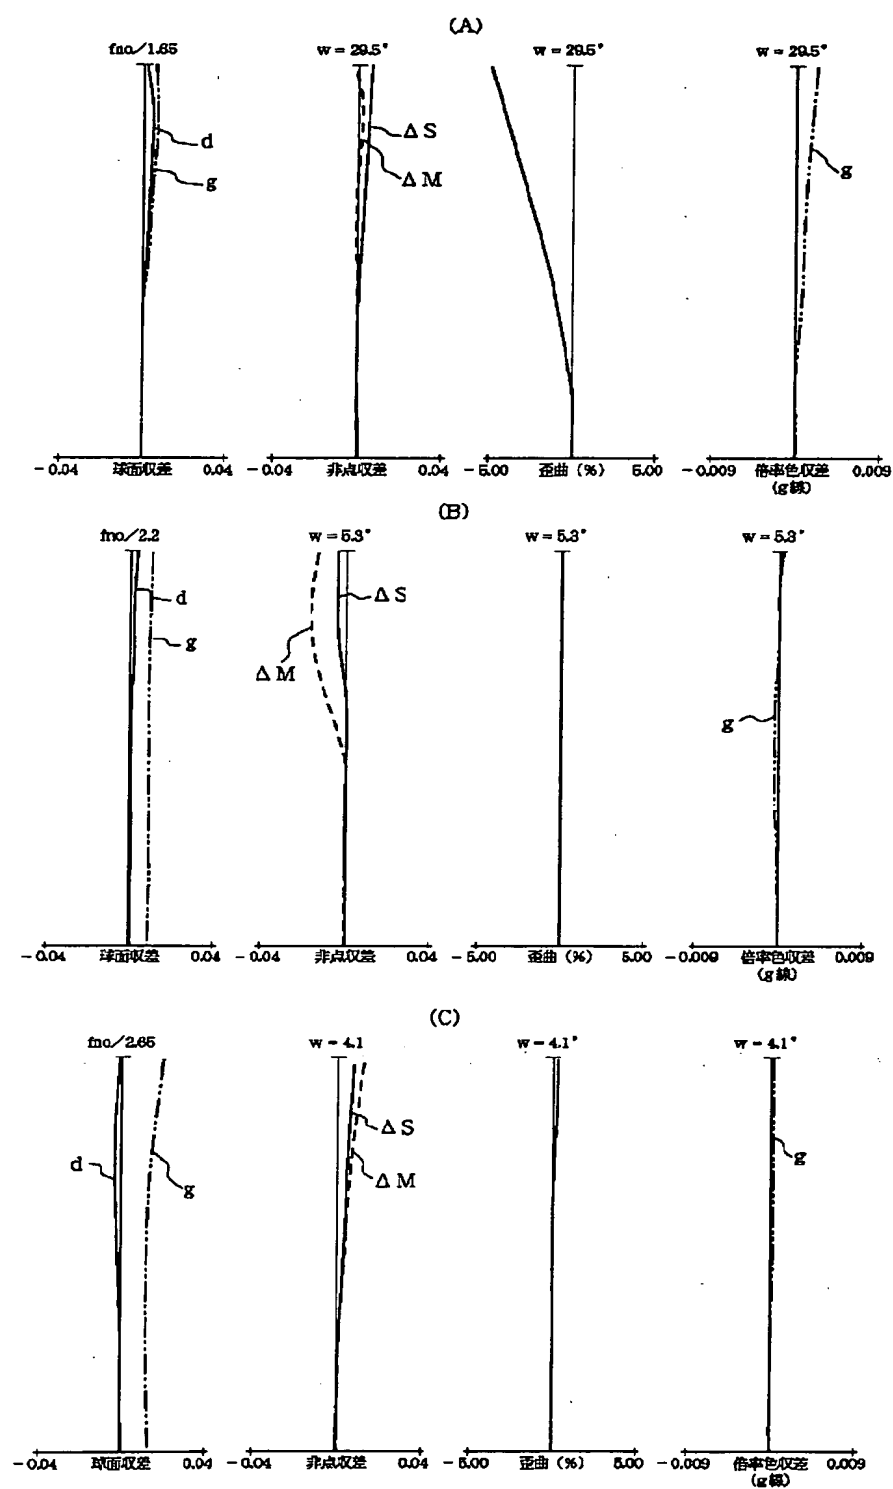 (A)
fno/1.65
w=29.5°
w=29.5°
w=29.5°
d
g
ΔS
ΔM
g
-0.04 球面収差 0.04
-0.04 非点収差 0.04
-5.00 歪曲(%) 5.00
-0.009 倍率色収差 0.009
(g線)
(B)
fno/2.2
w=5.3°
w=5.3°
w=5.3°
d
g
ΔS
ΔM
g
-0.04 球面収差 0.04
-0.04 非点収差 0.04
-5.00 歪曲(%) 5.00
-0.009 倍率色収差 0.009
(g線)
(C)
fno/2.65
w=4.1
w=4.1°
w=4.1°
d
g
ΔS
ΔM
g
-0.04 球面収差 0.04
-0.04 非点収差 0.04
-5.00 歪曲(%) 5.00
-0.009 倍率色収差 0.009
(g線)